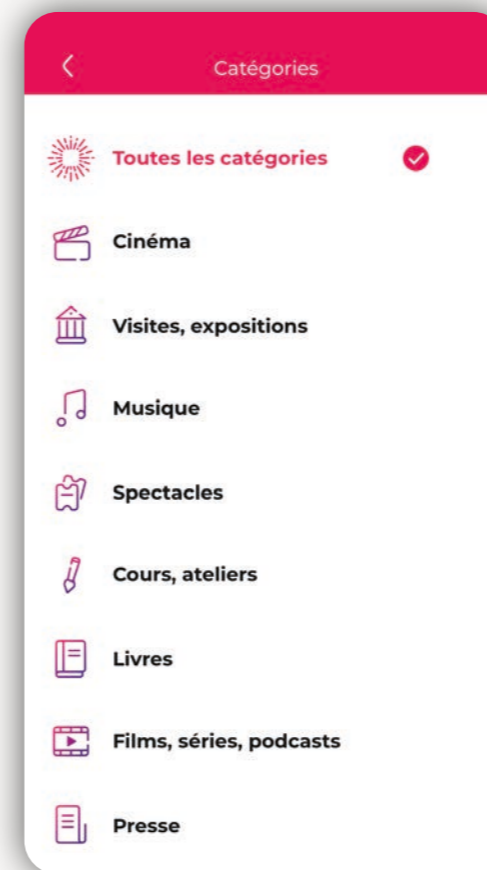 Catégories
Toutes les catégories
Cinéma
Visites, expositions
Musique
Spectacles
Cours, ateliers
Livres
Films, séries, podcasts
Presse